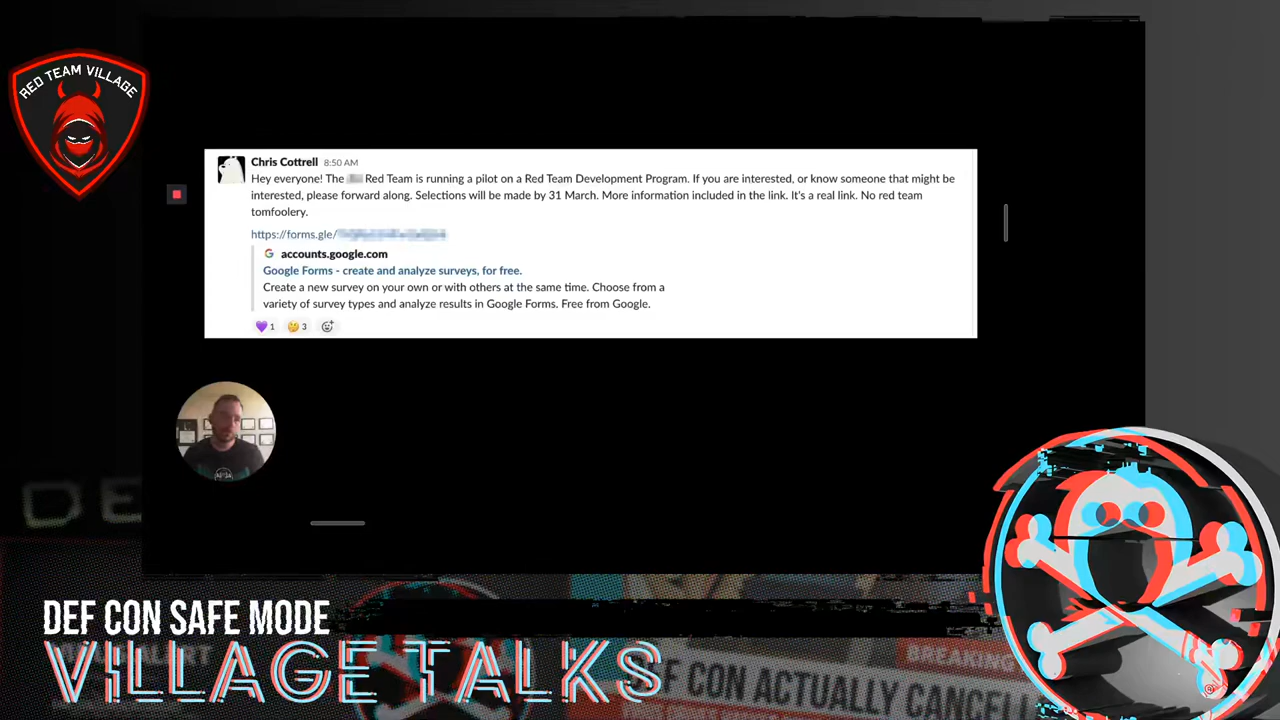 RED TEAM VILLAGE
Chris Cottrell 8:50 AM
Hey everyone! The Red Team is running a pilot on a Red Team Development Program. If you are interested, or know someone that might be
interested, please forward along. Selections will be made by 31 March. More information included in the link. It's a real link. No red team
tomfoolery.
https://forms.gle/
accounts.google.com
Google Forms - create and analyze surveys, for free.
Create a new survey on your own or with others at the same time. Choose from a
variety of survey types and analyze results in Google Forms. Free from Google.
1 3
DE
DEF CON SAFE MODE
VILLAGE TALKS
BREAKING
DEF CON ACTUALLY CANCELL